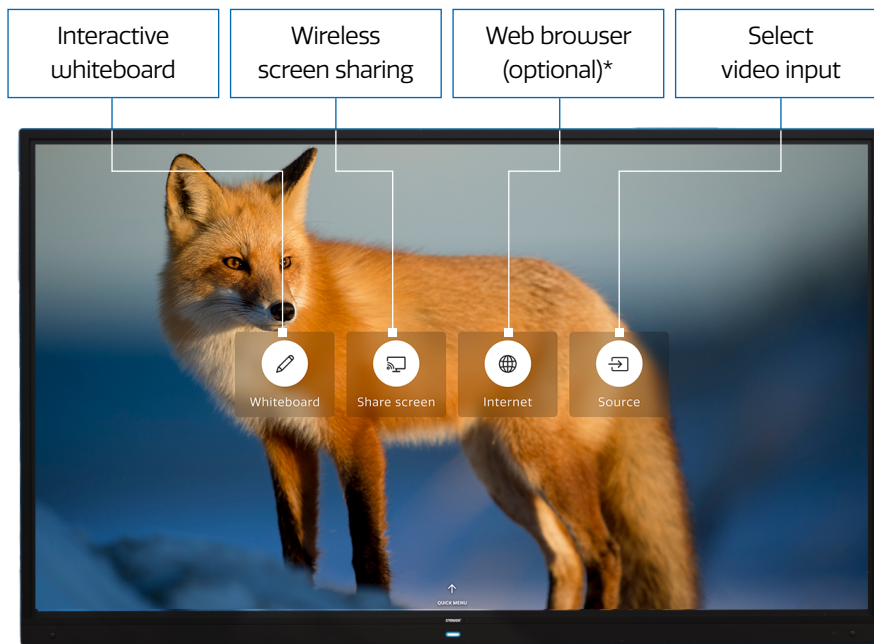 Interactive
whiteboard
Wireless
screen sharing
Web browser
(optional)*
Select
video input
Whiteboard
Share screen
Internet
Source
QUICK MENU